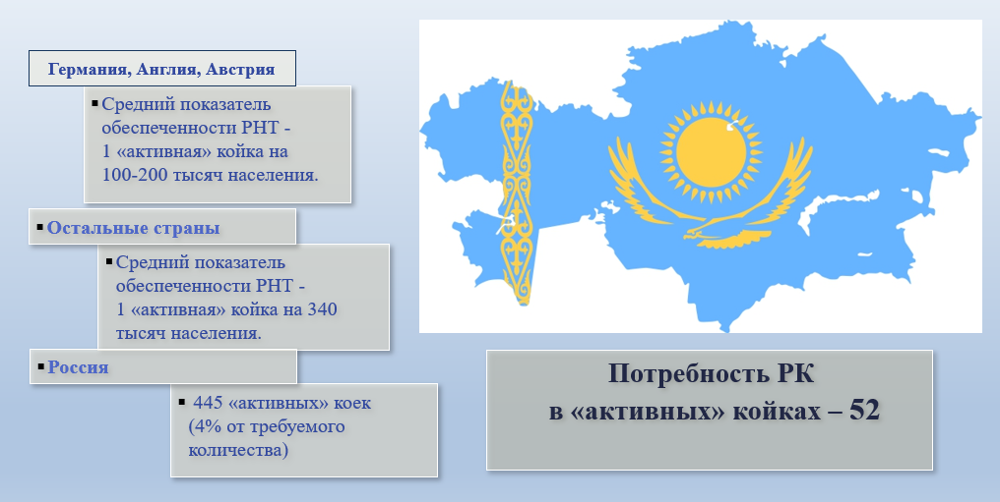 Германия, Англия, Австрия
▪ Средний показатель
обеспеченности РНТ -
1 «активная» койка на
100-200 тысяч населения.
▪ Остальные страны
▪ Средний показатель
обеспеченности РНТ -
1 «активная» койка на 340
тысяч населения.
▪ Россия
▪ 445 «активных» коек
(4% от требуемого
количества)
Потребность РК
в «активных» койках – 52